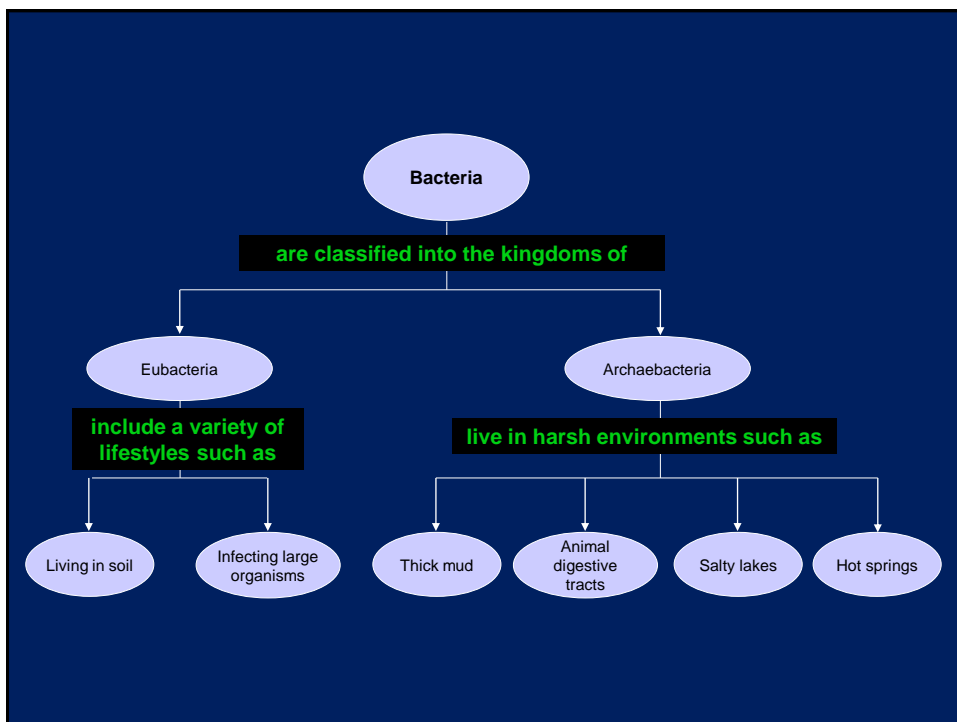 Bacteria
are classified into the kingdoms of
Eubacteria
Archaebacteria
include a variety of
lifestyles such as
live in harsh environments such as
Living in soil
Infecting large
organisms
Thick mud
Animal
digestive
tracts
Salty lakes
Hot springs